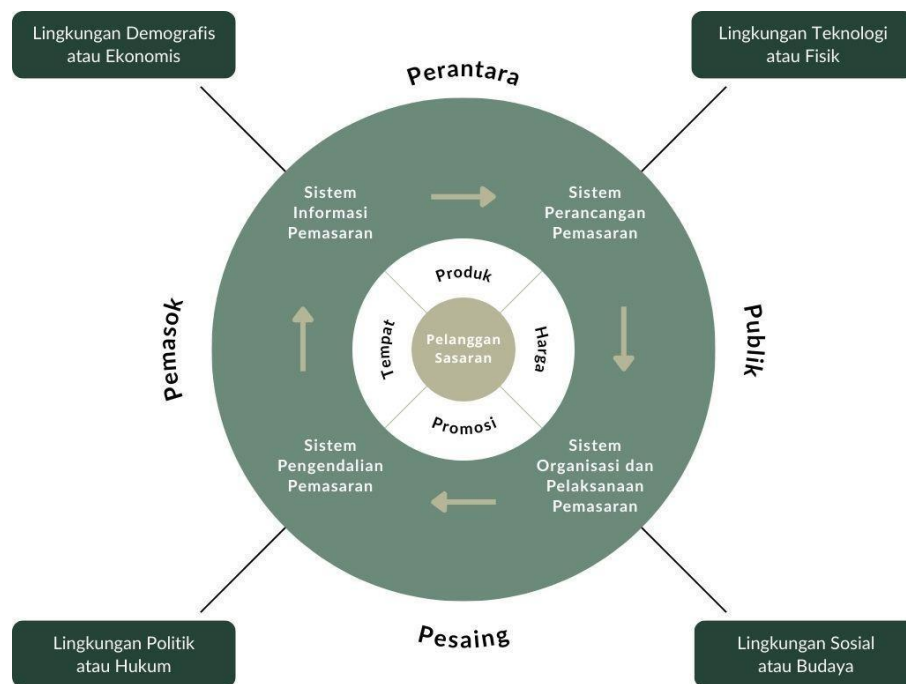 Lingkungan Demografis
atau Ekonomis
Lingkungan Teknologi
atau Fisik
Perantara
Sistem
Informasi
Pemasaran
Sistem
Perancangan
Pemasaran
Produk
Pemasok
Tempat
Pelanggan
Sasaran
Harga
Publik
Promosi
Sistem
Pengendalian
Pemasaran
Sistem
Organisasi dan
Pelaksanaan
Pemasaran
Pesaing
Lingkungan Politik
atau Hukum
Lingkungan Sosial
atau Budaya